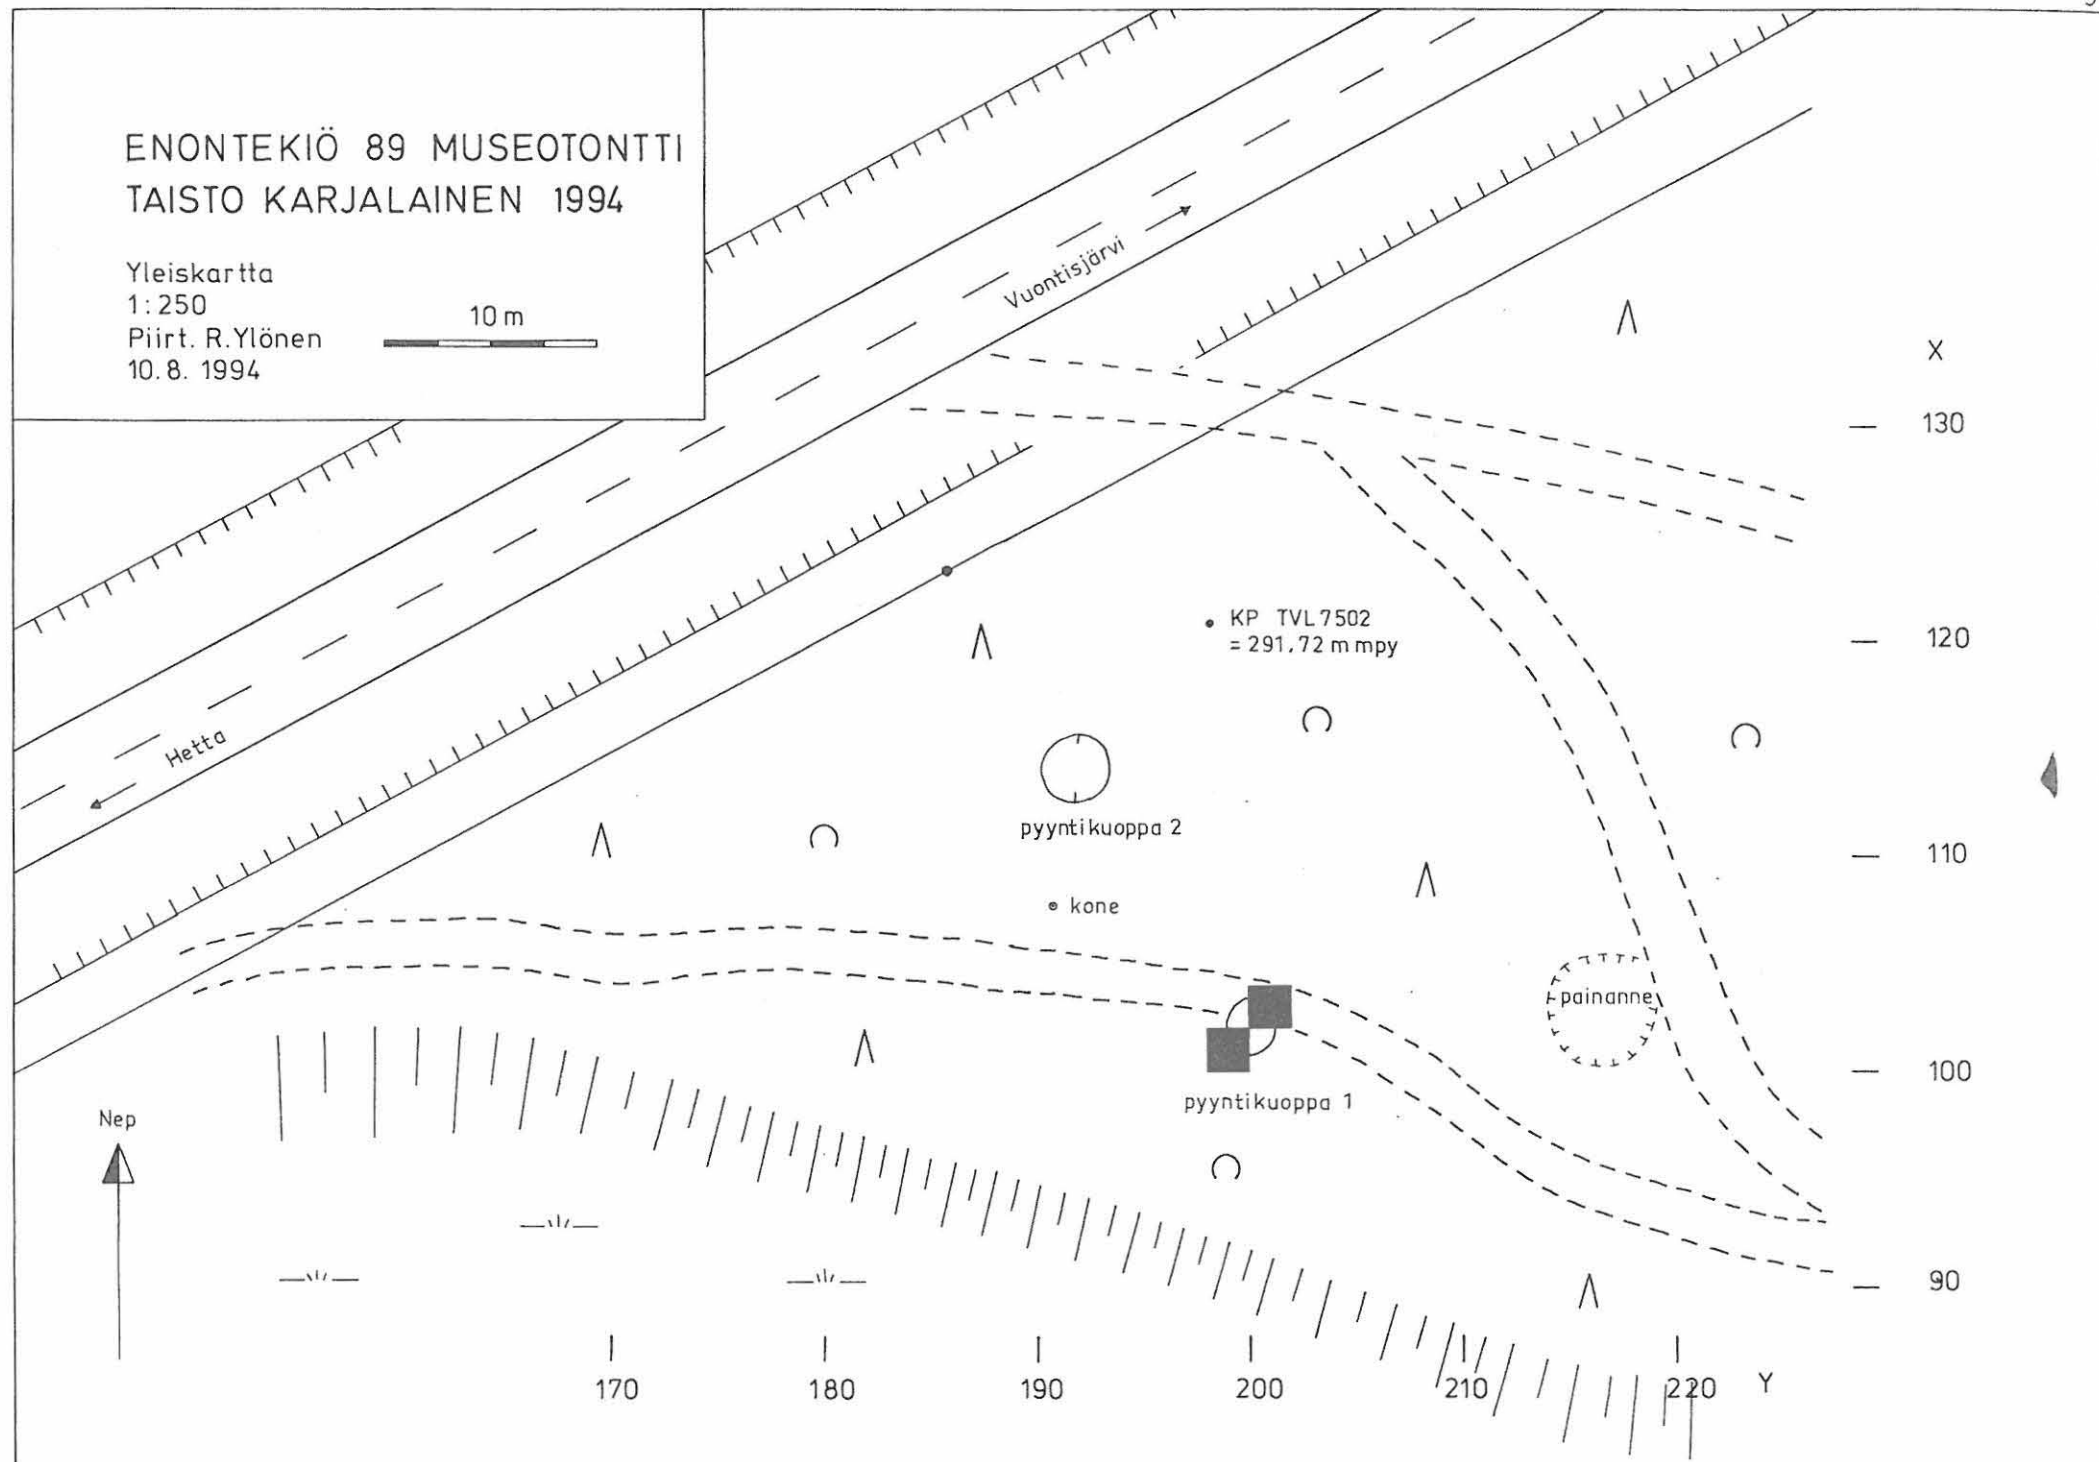 ENONTEKIÖ 89 MUSEOTONTTI
TAISTO KARJALAINEN 1994
Yleiskartta
1:250
Piirt. R.Ylönen
10.8. 1994
10 m
Vuontisjärvi
Hetta
X
130
KP TVL 7502
= 291,72 m mpy
120
pyyntikuoppa 2
110
kone
painanne
100
pyyntikuoppa 1
Nep
90
170 180 190 200 210 220 Y